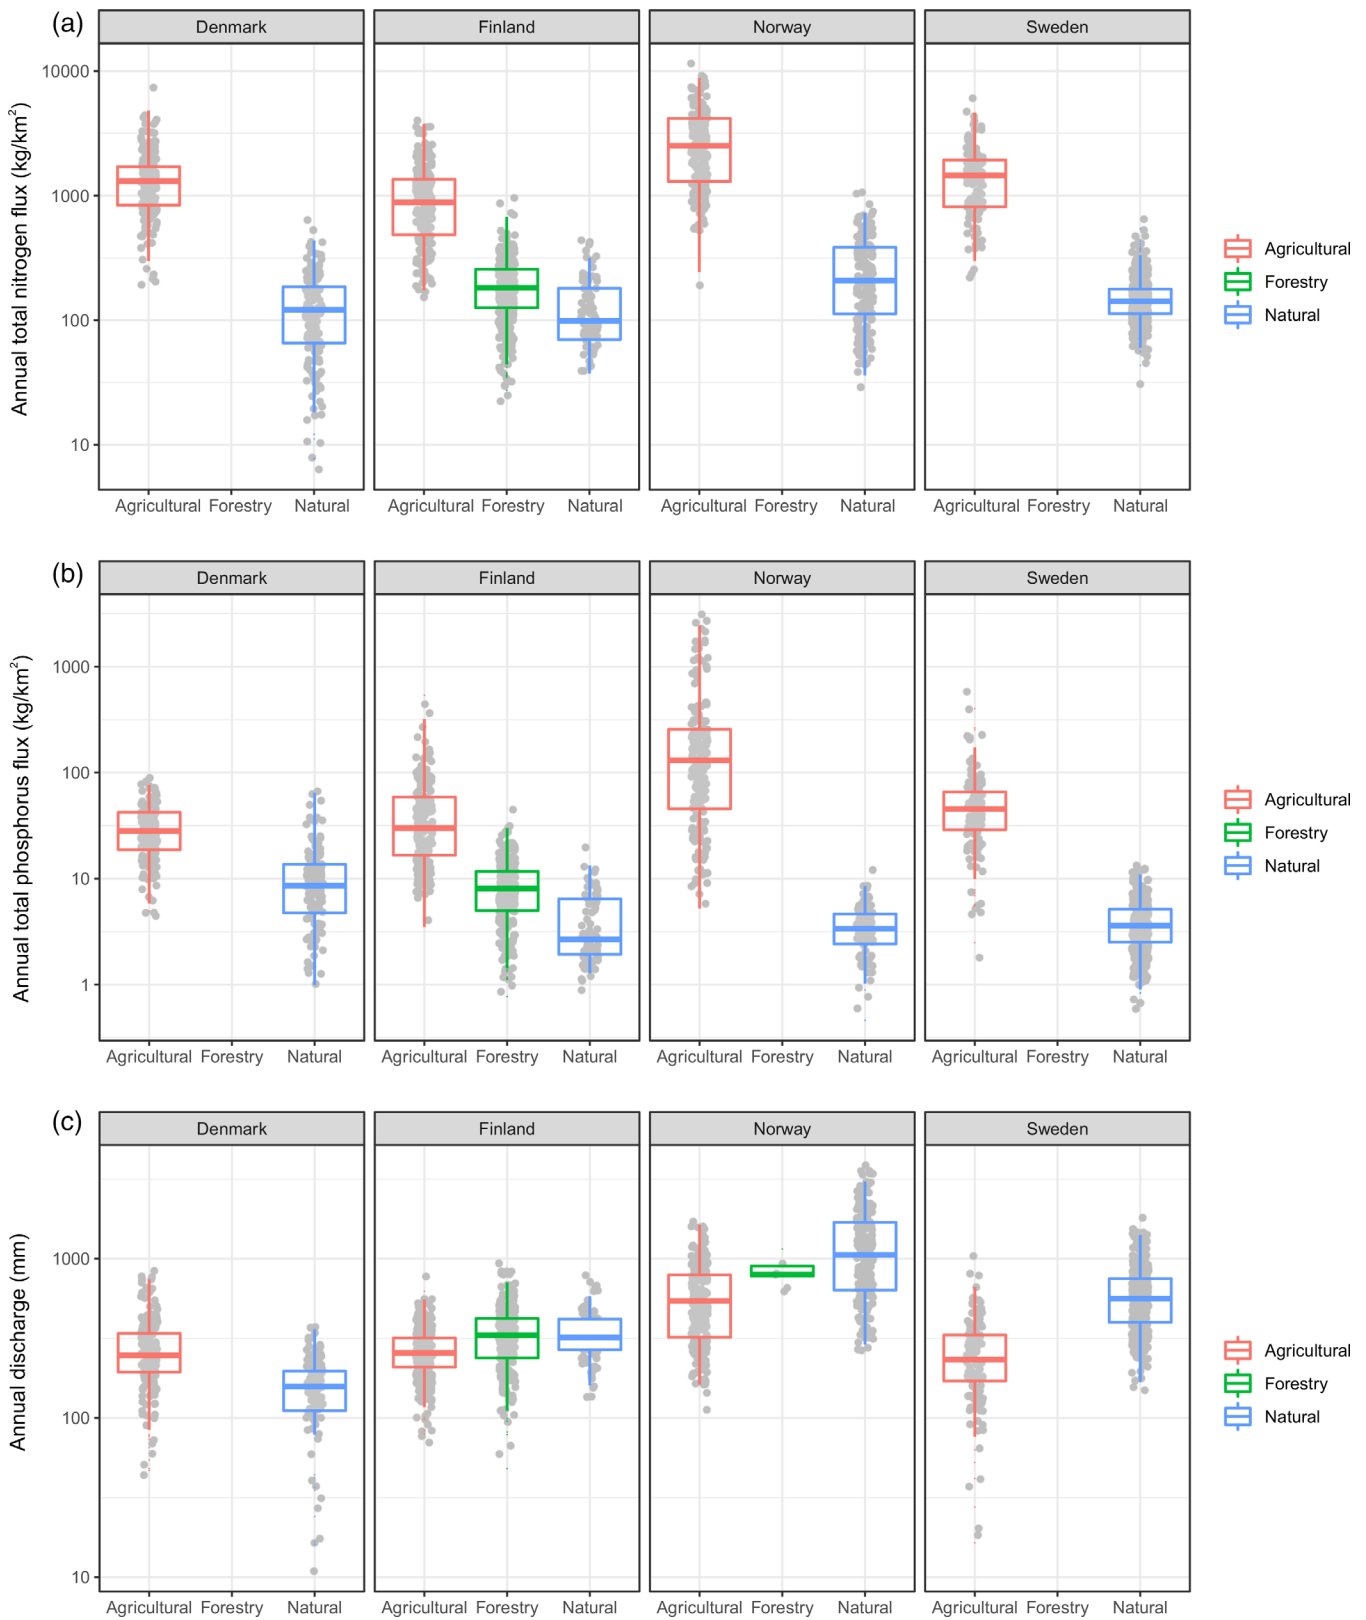 (a)
Denmark Finland Norway Sweden
Annual total nitrogen flux (kg/km²)
10000
1000
100
10
Agricultural Forestry Natural Agricultural Forestry Natural Agricultural Forestry Natural Agricultural Forestry Natural
Agricultural
Forestry
Natural
(b)
Denmark Finland Norway Sweden
Annual total phosphorus flux (kg/km²)
1000
100
10
1
Agricultural Forestry Natural Agricultural Forestry Natural Agricultural Forestry Natural Agricultural Forestry Natural
Agricultural
Forestry
Natural
(c)
Denmark Finland Norway Sweden
Annual discharge (mm)
1000
100
10
Agricultural Forestry Natural Agricultural Forestry Natural Agricultural Forestry Natural Agricultural Forestry Natural
Agricultural
Forestry
Natural